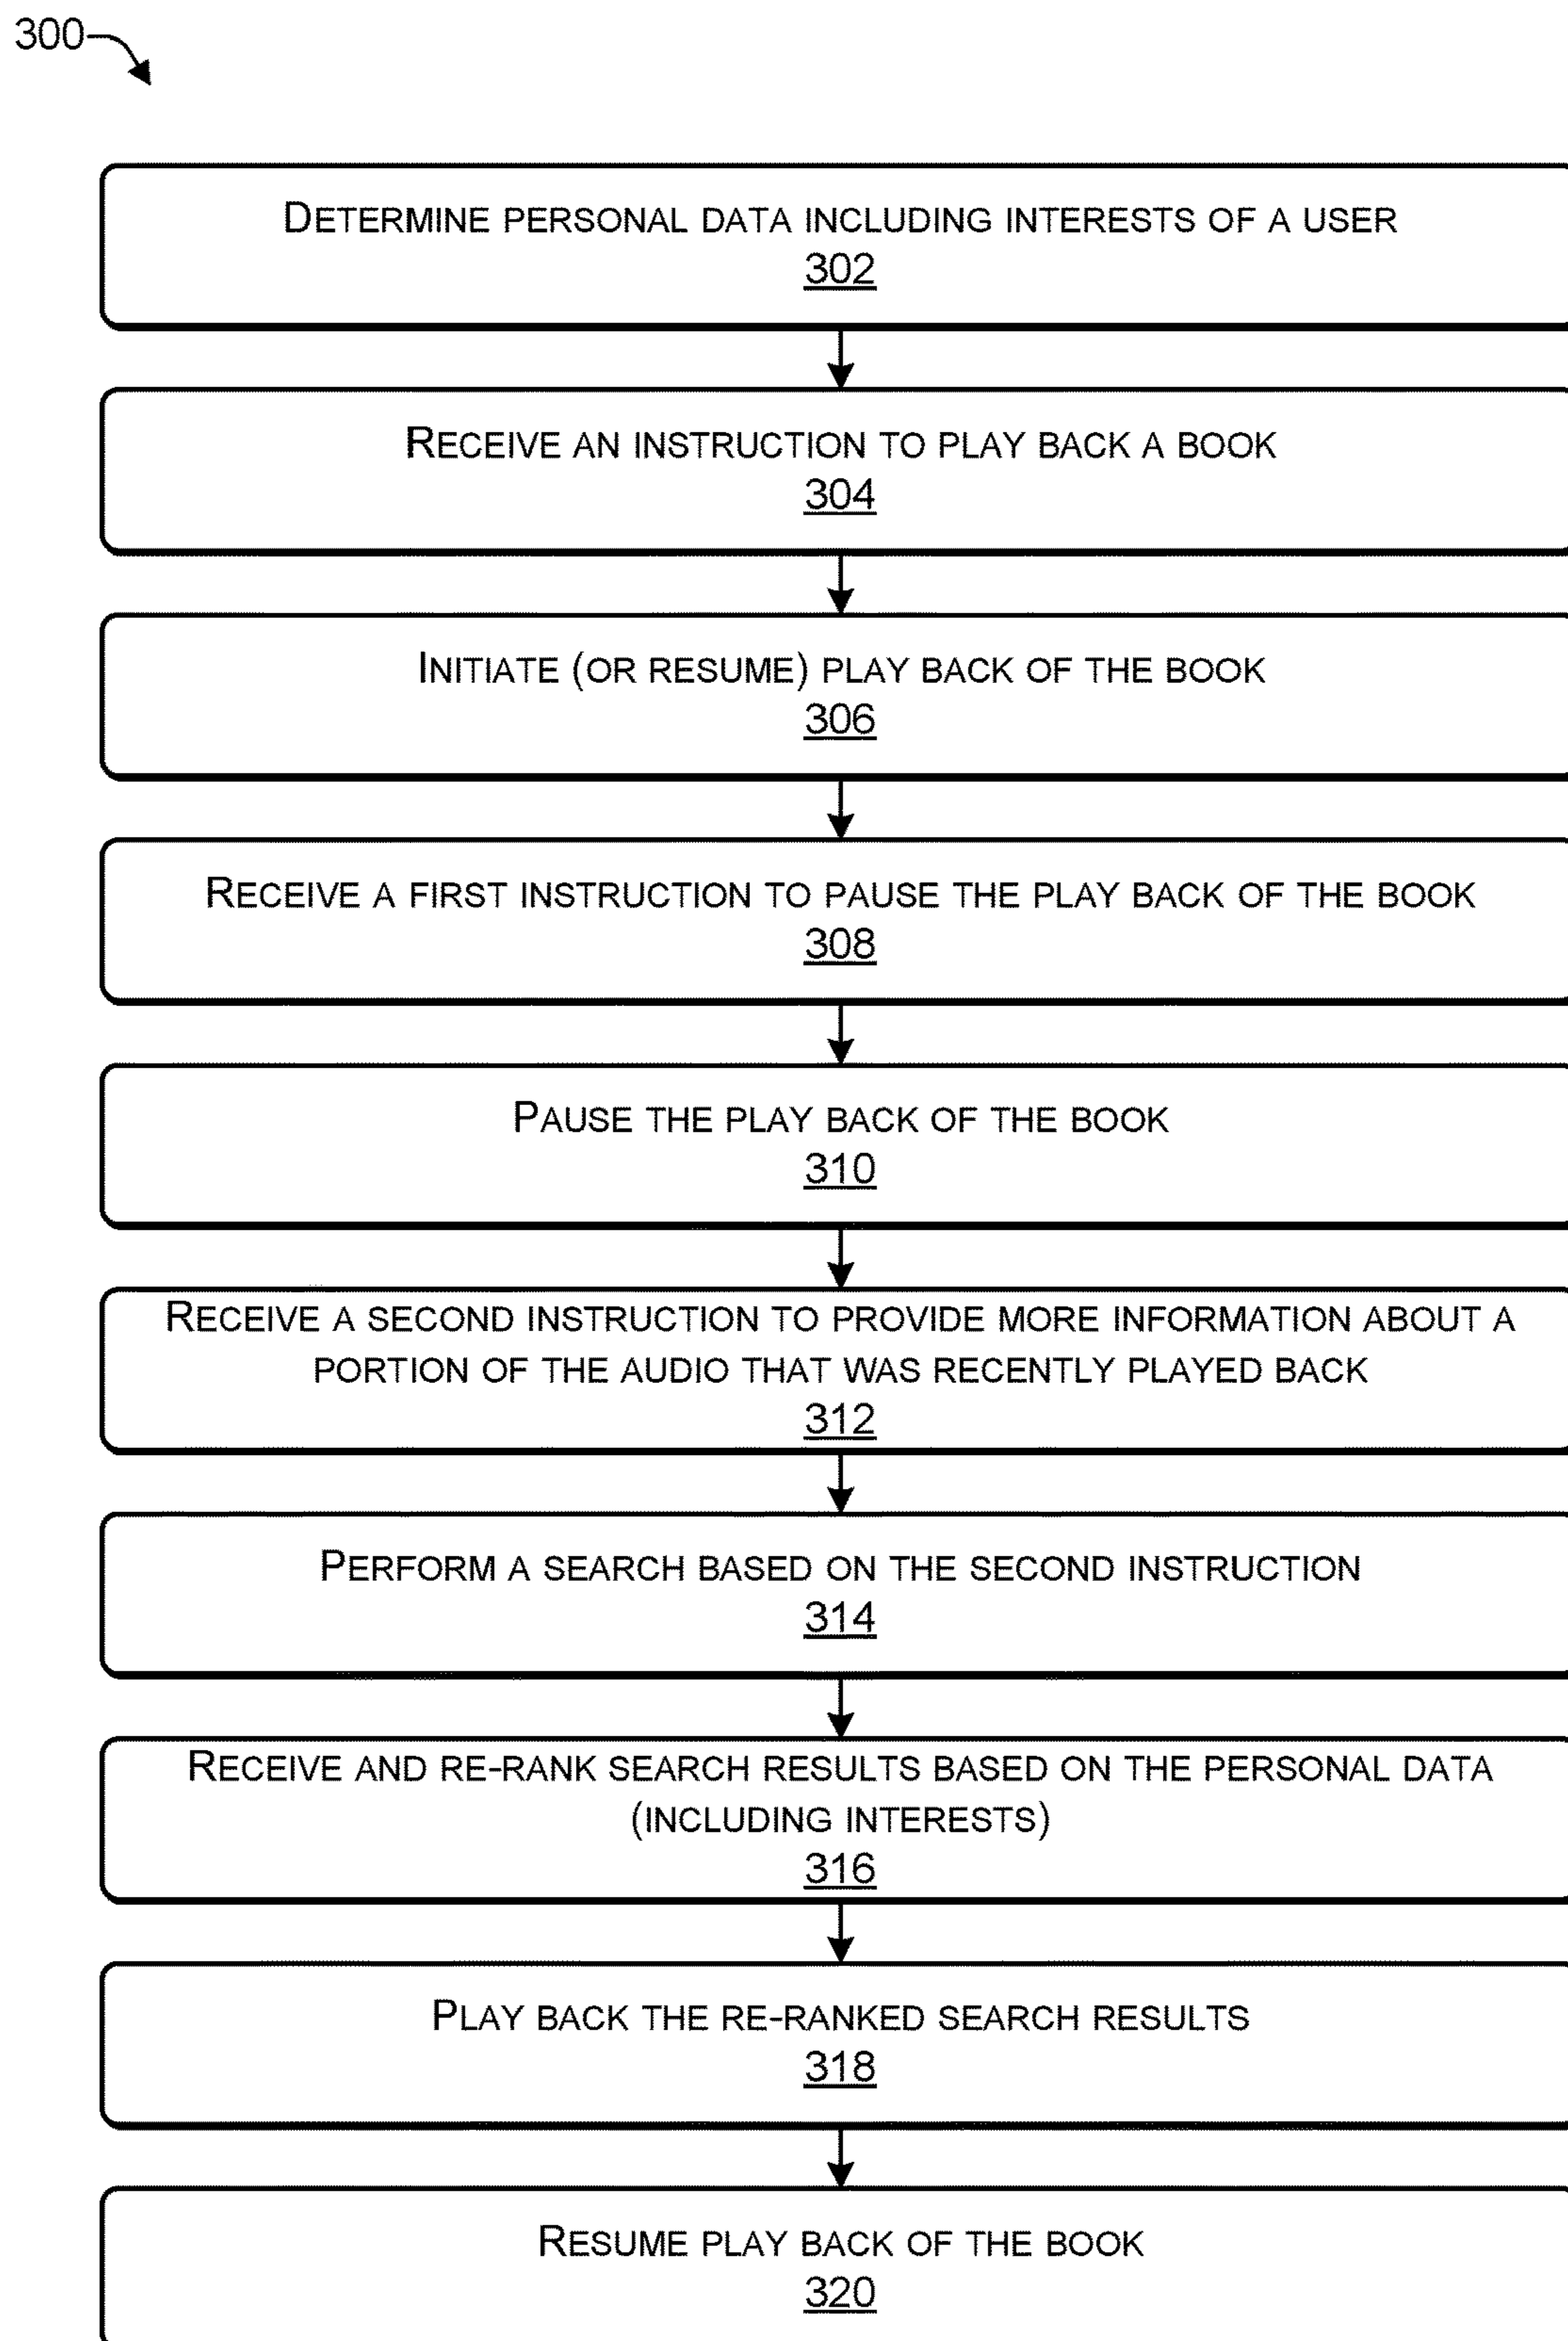 300
DETERMINE PERSONAL DATA INCLUDING INTERESTS OF A USER
302
RECEIVE AN INSTRUCTION TO PLAY BACK A BOOK
304
INITIATE (OR RESUME) PLAY BACK OF THE BOOK
306
RECEIVE A FIRST INSTRUCTION TO PAUSE THE PLAY BACK OF THE BOOK
308
PAUSE THE PLAY BACK OF THE BOOK
310
RECEIVE A SECOND INSTRUCTION TO PROVIDE MORE INFORMATION ABOUT A
PORTION OF THE AUDIO THAT WAS RECENTLY PLAYED BACK
312
PERFORM A SEARCH BASED ON THE SECOND INSTRUCTION
314
RECEIVE AND RE-RANK SEARCH RESULTS BASED ON THE PERSONAL DATA
(INCLUDING INTERESTS)
316
PLAY BACK THE RE-RANKED SEARCH RESULTS
318
RESUME PLAY BACK OF THE BOOK
320